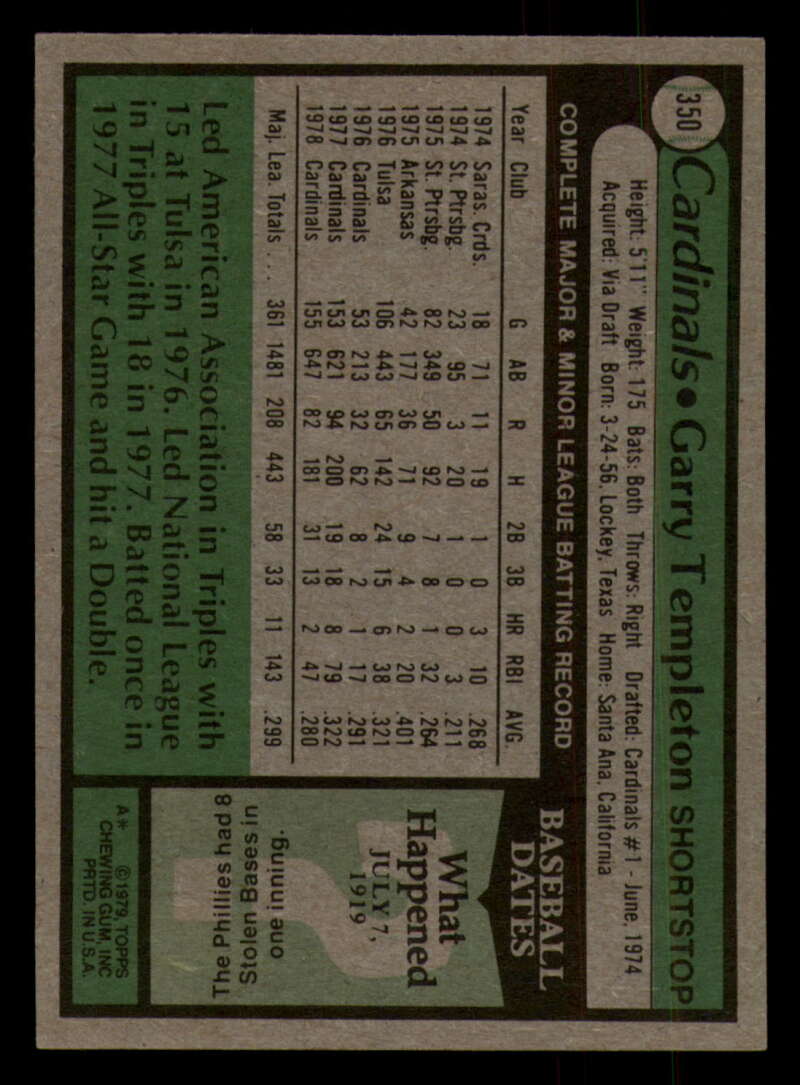 350
Cardinals • Garry Templeton SHORTSTOP
Height: 5'11" Weight: 175 Bats: Both Throws: Right Drafted: Cardinals #1 - June, 1974
Acquired: Via Draft Born: 3-24-56, Lockey, Texas Home: Santa Ana, California
COMPLETE MAJOR & MINOR LEAGUE BATTING RECORD
Year Club G AB R H 2B 3B HR RBI AVG.
1974 Saras. Crds. 18 71 11 19 1 0 3 10 .268
1974 St. Ptrsbg. 23 95 3 20 1 0 0 3 .211
1975 St. Ptrsbg. 82 349 50 92 7 8 1 32 .264
1975 Arkansas 42 177 36 71 9 4 2 20 .401
1976 Tulsa 106 443 65 142 24 15 6 38 .321
1976 Cardinals 53 213 32 62 8 2 1 17 .291
1977 Cardinals 153 621 94 200 19 18 8 79 .322
1978 Cardinals 155 647 82 181 31 13 2 47 .280
Maj. Lea. Totals . . . 361 1481 208 443 58 33 11 143 .299
Led American Association in Triples with
15 at Tulsa in 1976. Led National League
in Triples with 18 in 1977. Batted once in
1977 All-Star Game and hit a Double.
BASEBALL
DATES
What
Happened
JULY 7,
1919
The Phillies had 8
Stolen Bases in
one inning.
A* ©1979, TOPPS
CHEWING GUM, INC
PRTD. IN U.S.A.